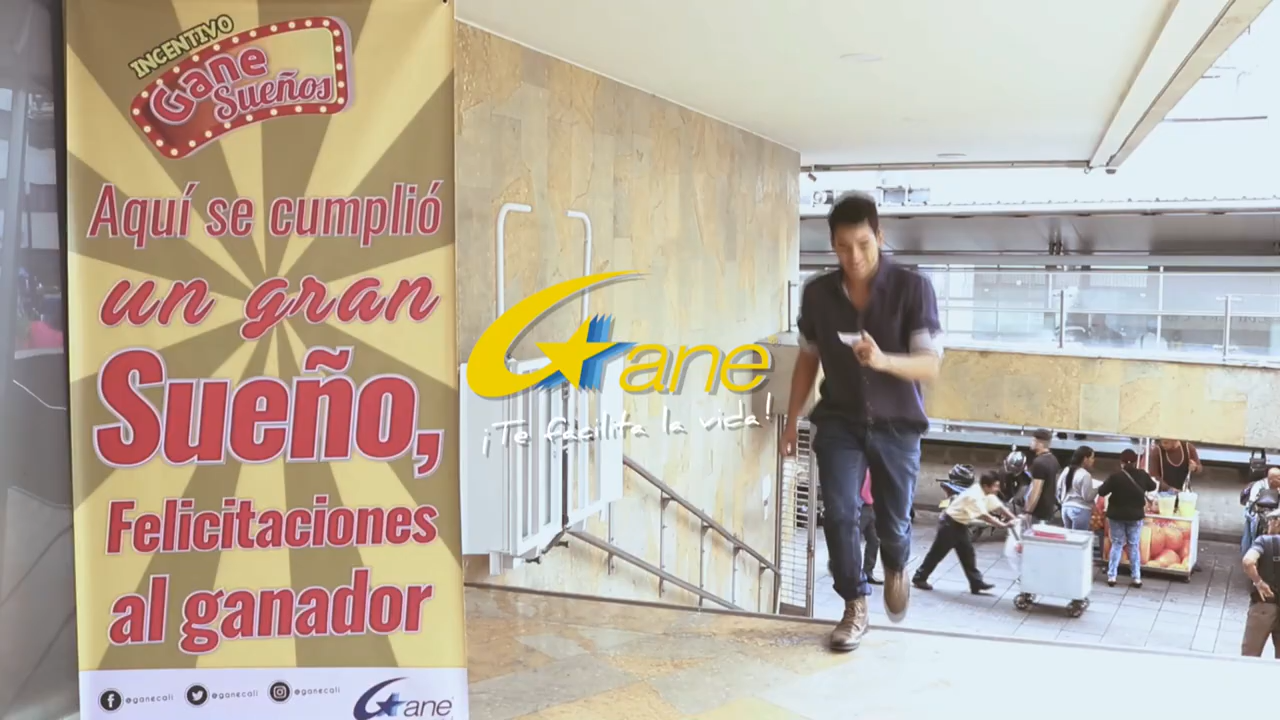 INCENTIVO
Gane
Sueños
Aquí se cumplió
un gran
Sueño,
Felicitaciones
al ganador
@ganecali @ganecali @ganecali
Gane
Gane
¡Te facilita la vida!